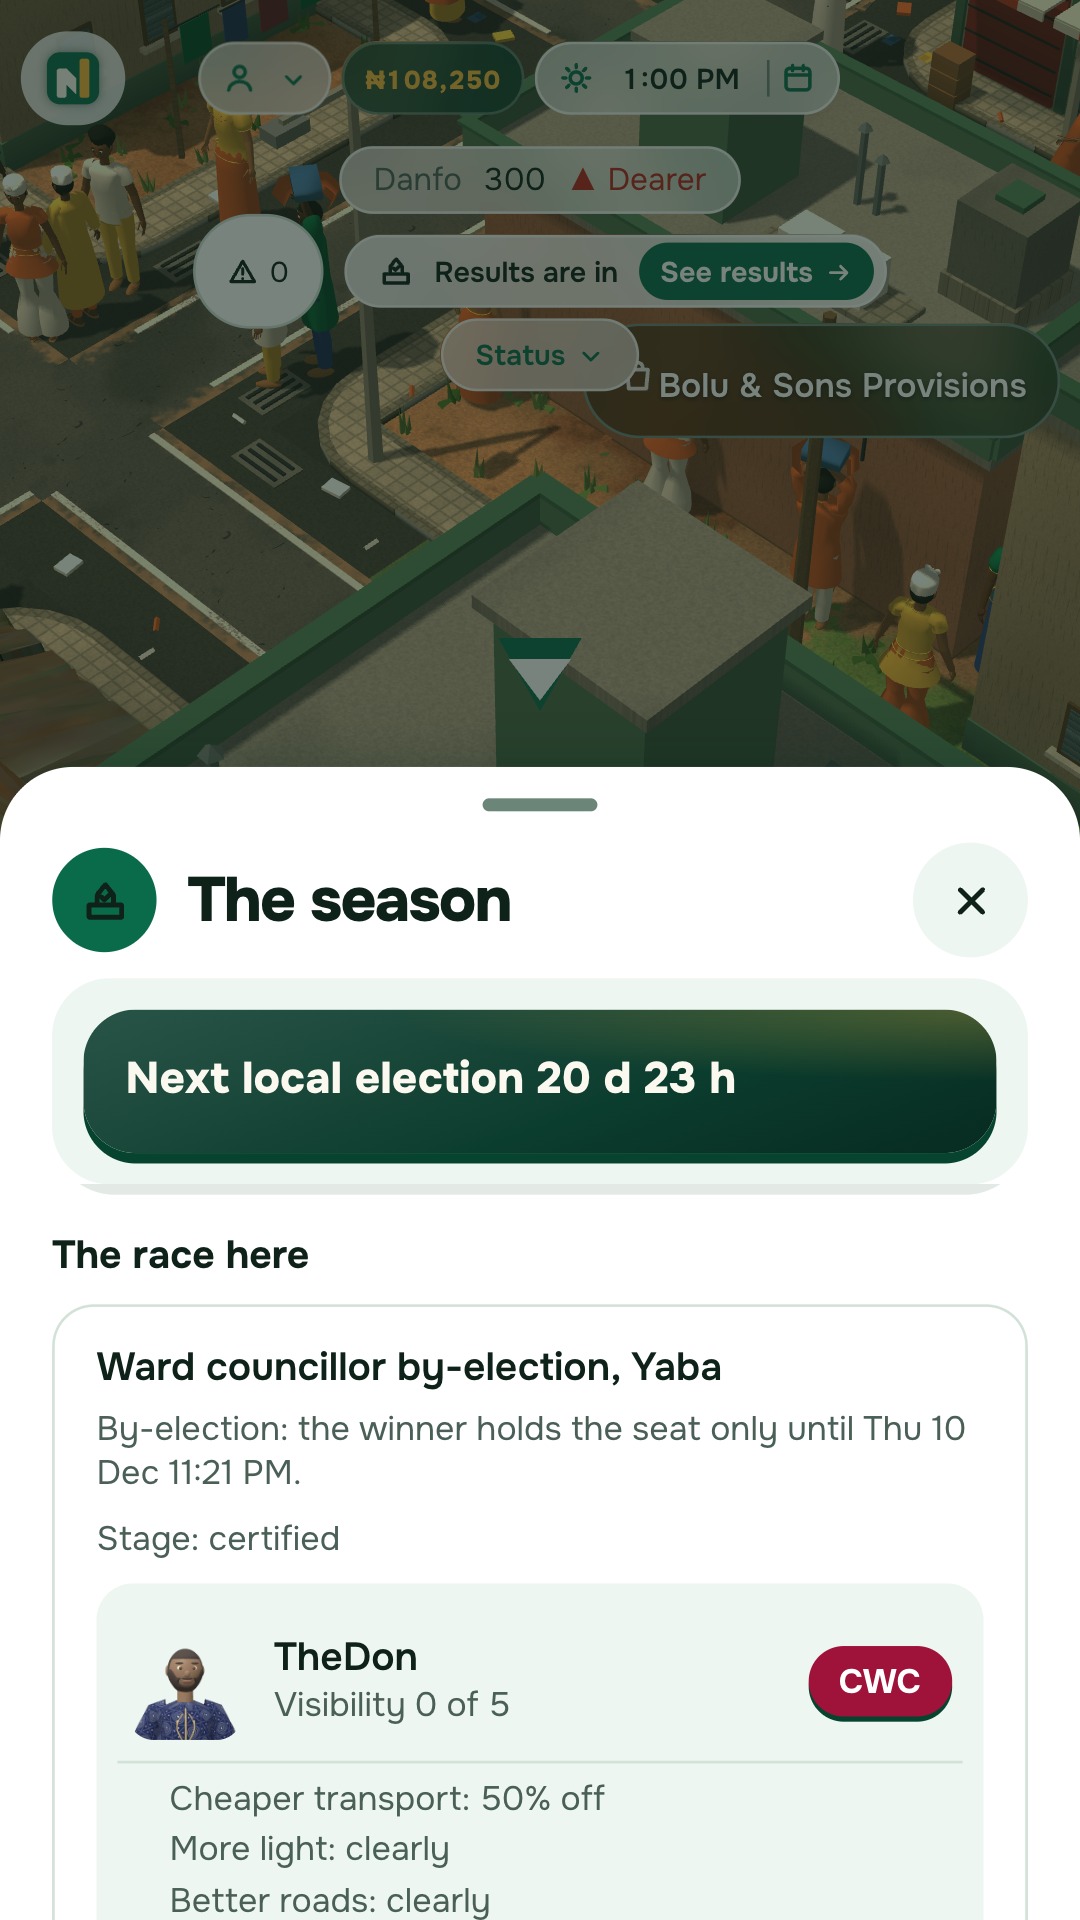 ₦108,250
1:00 PM
Danfo 300 ▲ Dearer
0
Results are in
See results →
Status
Bolu & Sons Provisions
The season
Next local election 20 d 23 h
The race here
Ward councillor by-election, Yaba
By-election: the winner holds the seat only until Thu 10
Dec 11:21 PM.
Stage: certified
TheDon
Visibility 0 of 5
CWC
Cheaper transport: 50% off
More light: clearly
Better roads: clearly